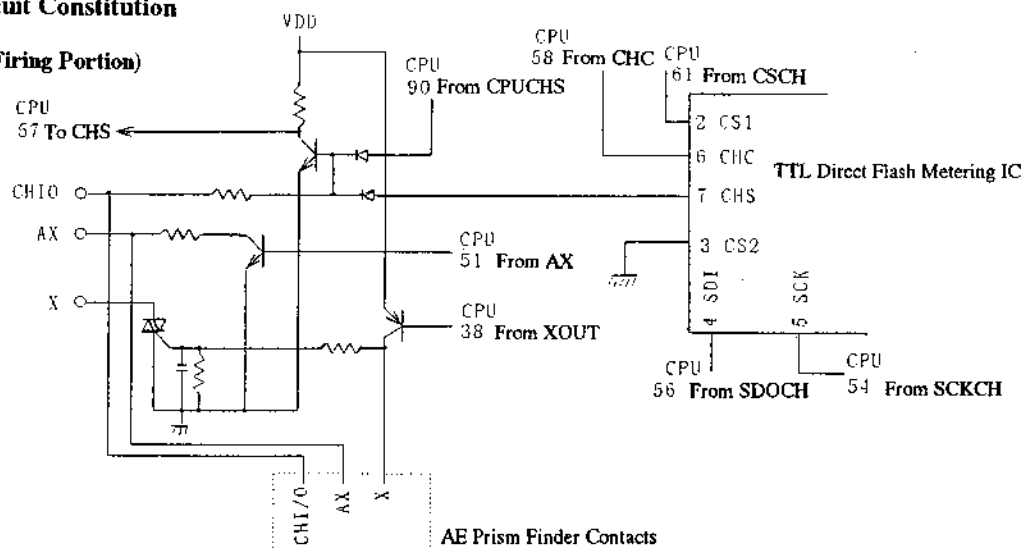 uit Constitution
Firing Portion)
VDD
CPU
57 To CHS
CPU
90 From CPUCHS
CPU
58 From CHC
CPU
61 From CSCH
2 CS1
6 CHC
7 CHS
3 CS2
4 SDI
5 SCK
TTL Direct Flash Metering IC
CHIO
AX
X
CPU
51 From AX
CPU
38 From XOUT
CPU
56 From SDOCH
CPU
54 From SCKCH
CHI/O
AX
X
AE Prism Finder Contacts